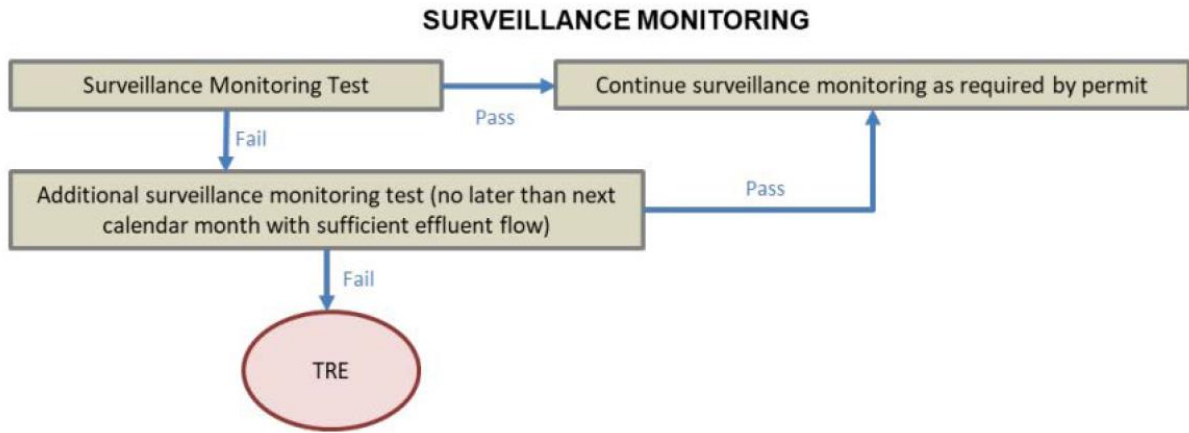 SURVEILLANCE MONITORING
Surveillance Monitoring Test
Pass
Continue surveillance monitoring as required by permit
Fail
Additional surveillance monitoring test (no later than next
calendar month with sufficient effluent flow)
Pass
Fail
TRE